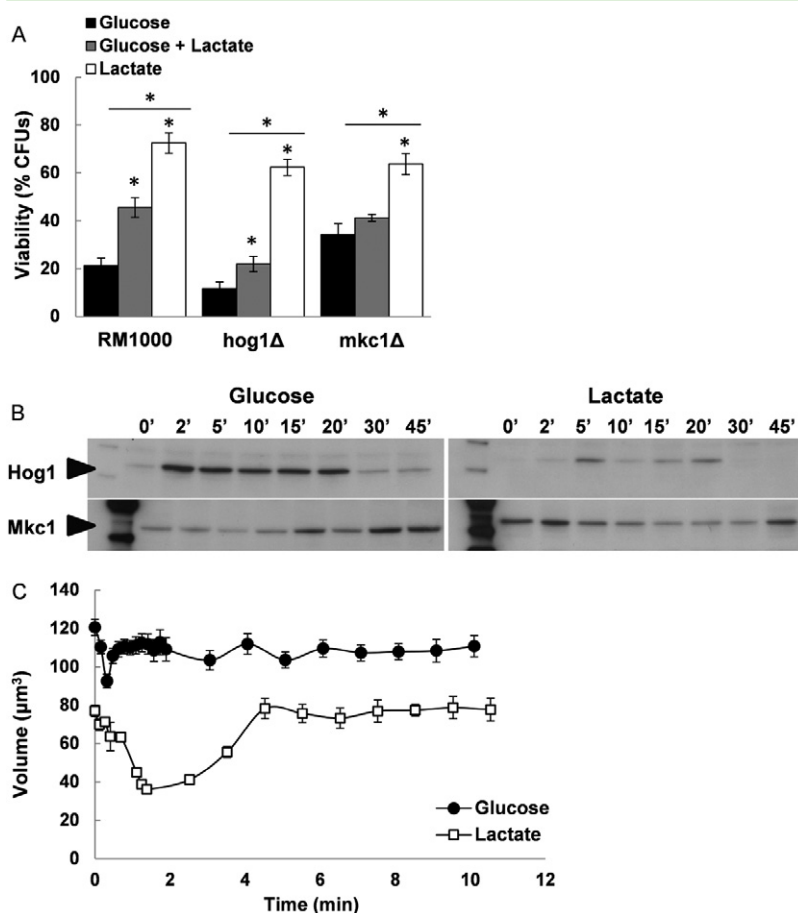 A
Glucose
Glucose + Lactate
Lactate
Viability (% CFUs)
100
80
60
40
20
0
* * *
* * *
* *
RM1000 hog1Δ mkc1Δ
B
Glucose Lactate
0' 2' 5' 10' 15' 20' 30' 45' 0' 2' 5' 10' 15' 20' 30' 45'
Hog1
Mkc1
C
Volume (µm³)
140
120
100
80
60
40
20
0
Glucose
Lactate
0 2 4 6 8 10 12
Time (min)